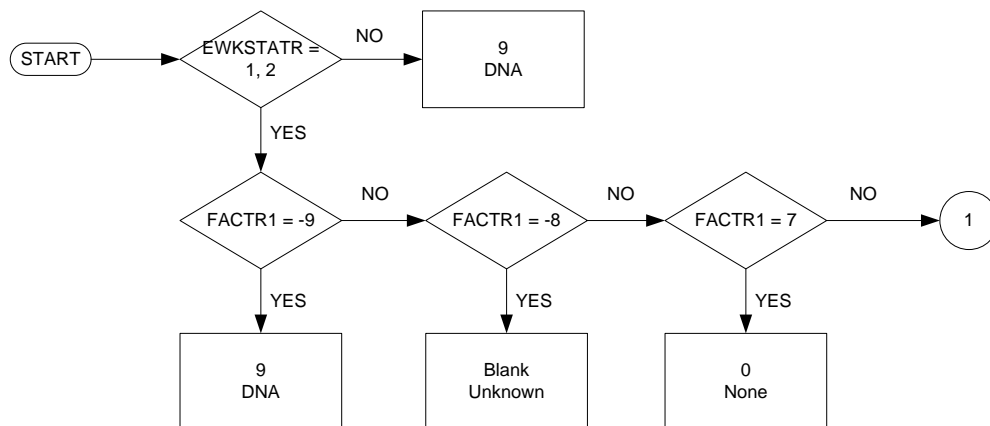 START
EWKSTATR =
1, 2
NO
9
DNA
YES
FACTR1 = -9
NO
FACTR1 = -8
NO
FACTR1 = 7
NO
1
YES
YES
YES
9
DNA
Blank
Unknown
0
None